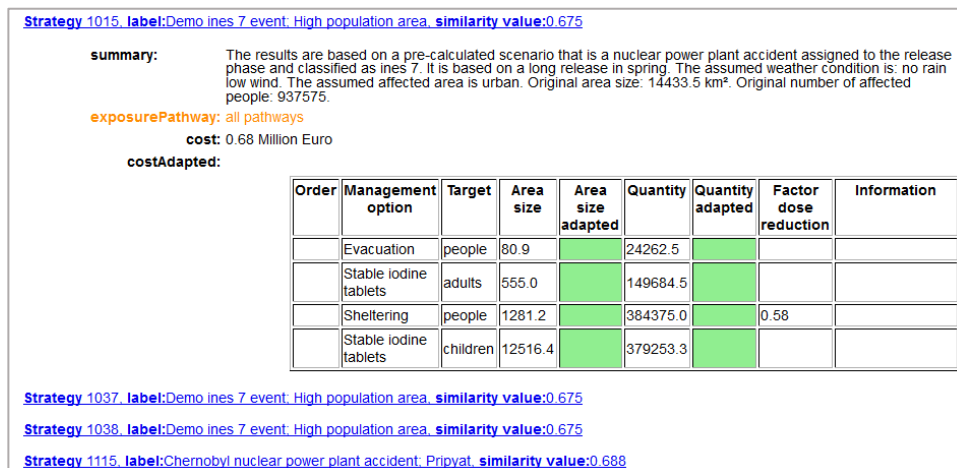 Strategy 1015, label:Demo ines 7 event; High population area, similarity value:0.675
summary: The results are based on a pre-calculated scenario that is a nuclear power plant accident assigned to the release
phase and classified as ines 7. It is based on a long release in spring. The assumed weather condition is: no rain
low wind. The assumed affected area is urban. Original area size: 14433.5 km². Original number of affected
people: 937575.
exposurePathway: all pathways
cost: 0.68 Million Euro
costAdapted:
Order Management option Target Area size Area size adapted Quantity Quantity adapted Factor dose reduction Information
Evacuation people 80.9 24262.5
Stable iodine tablets adults 555.0 149684.5
Sheltering people 1281.2 384375.0 0.58
Stable iodine tablets children 12516.4 379253.3
Strategy 1037, label:Demo ines 7 event; High population area, similarity value:0.675
Strategy 1038, label:Demo ines 7 event; High population area, similarity value:0.675
Strategy 1115, label:Chernobyl nuclear power plant accident; Pripyat, similarity value:0.688